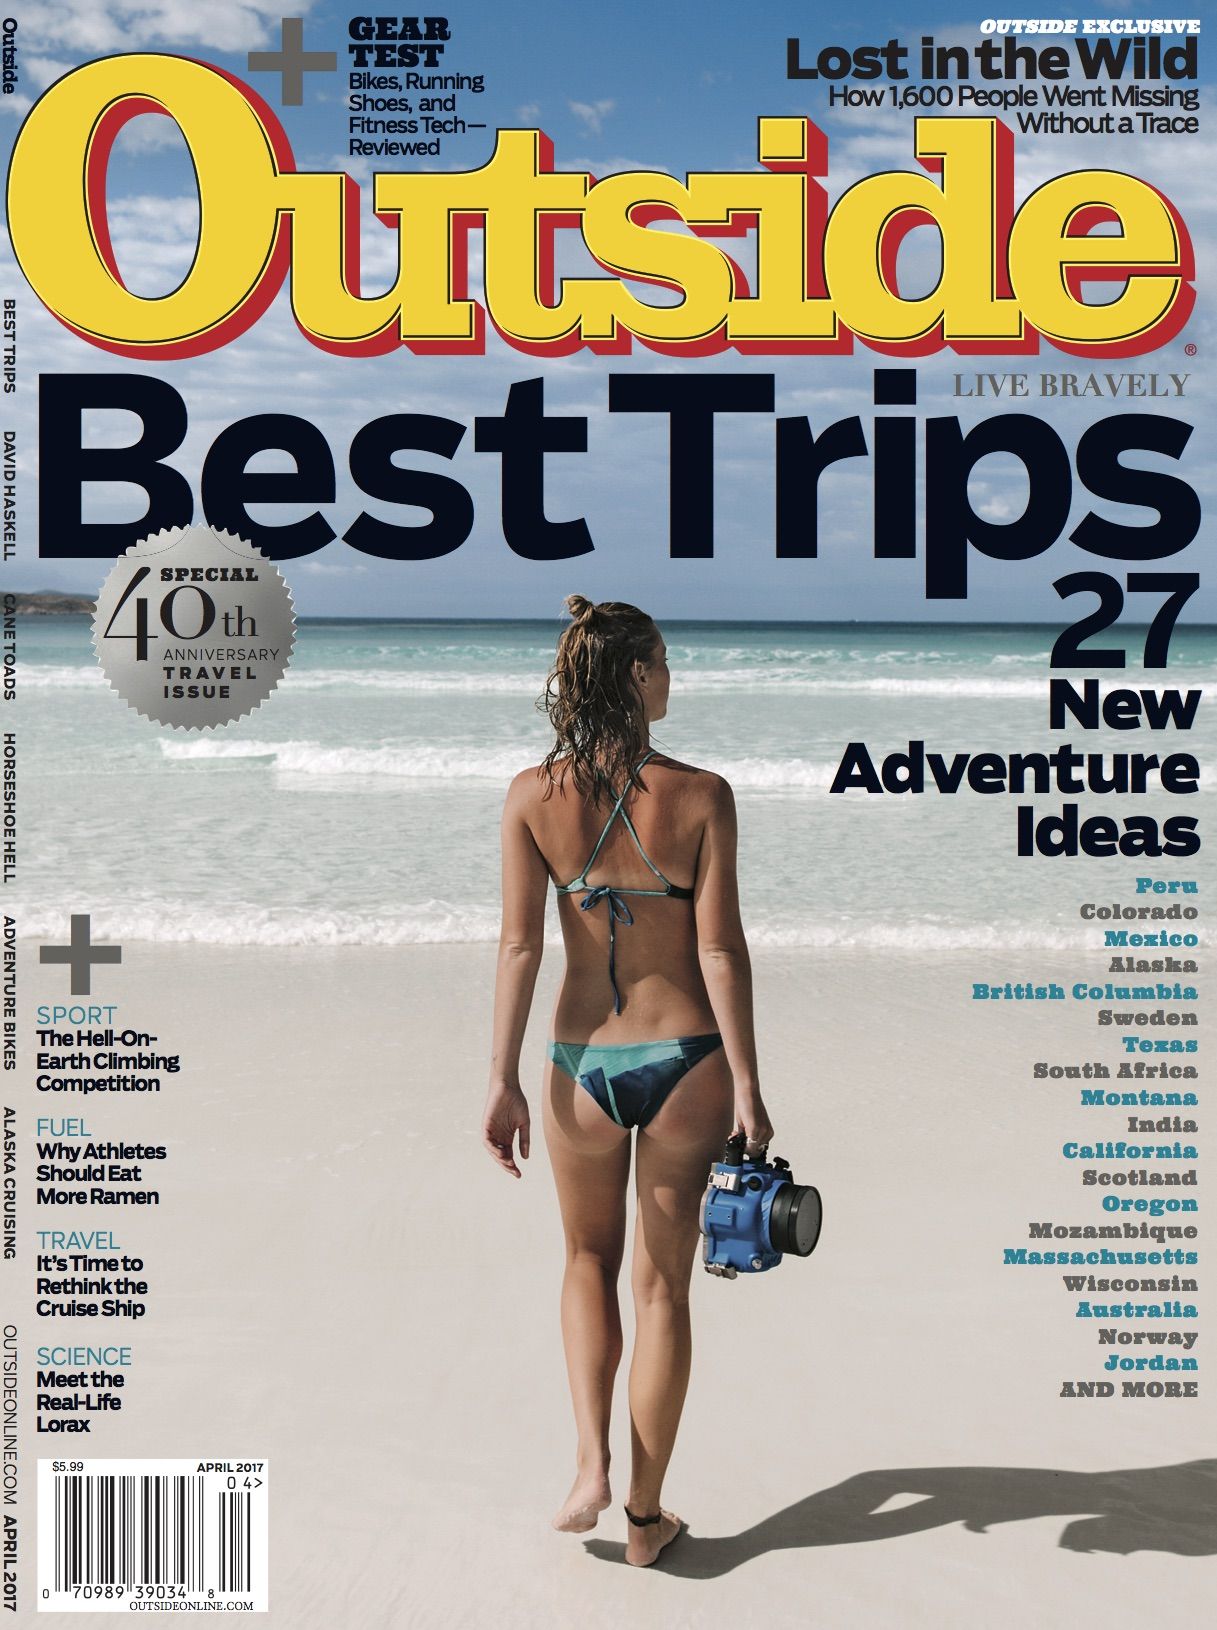 GEAR
TEST
Bikes, Running
Shoes, and
Fitness Tech—
Reviewed
OUTSIDE EXCLUSIVE
Lost in the Wild
How 1,600 People Went Missing
Without a Trace
Outside
®
LIVE BRAVELY
Best Trips
SPECIAL
40th
ANNIVERSARY
TRAVEL
ISSUE
27
New
Adventure
Ideas
Peru
Colorado
Mexico
Alaska
British Columbia
Sweden
Texas
South Africa
Montana
India
California
Scotland
Oregon
Mozambique
Massachusetts
Wisconsin
Australia
Norway
Jordan
AND MORE
SPORT
The Hell-On-
Earth Climbing
Competition
FUEL
Why Athletes
Should Eat
More Ramen
TRAVEL
It's Time to
Rethink the
Cruise Ship
SCIENCE
Meet the
Real-Life
Lorax
$5.99 APRIL 2017
04>
0 70989 39034 8
OUTSIDEONLINE.COM
Outside BEST TRIPS DAVID HASKELL CANE TOADS HORSESHOE HELL ADVENTURE BIKES ALASKA CRUISING OUTSIDEONLINE.COM APRIL 2017